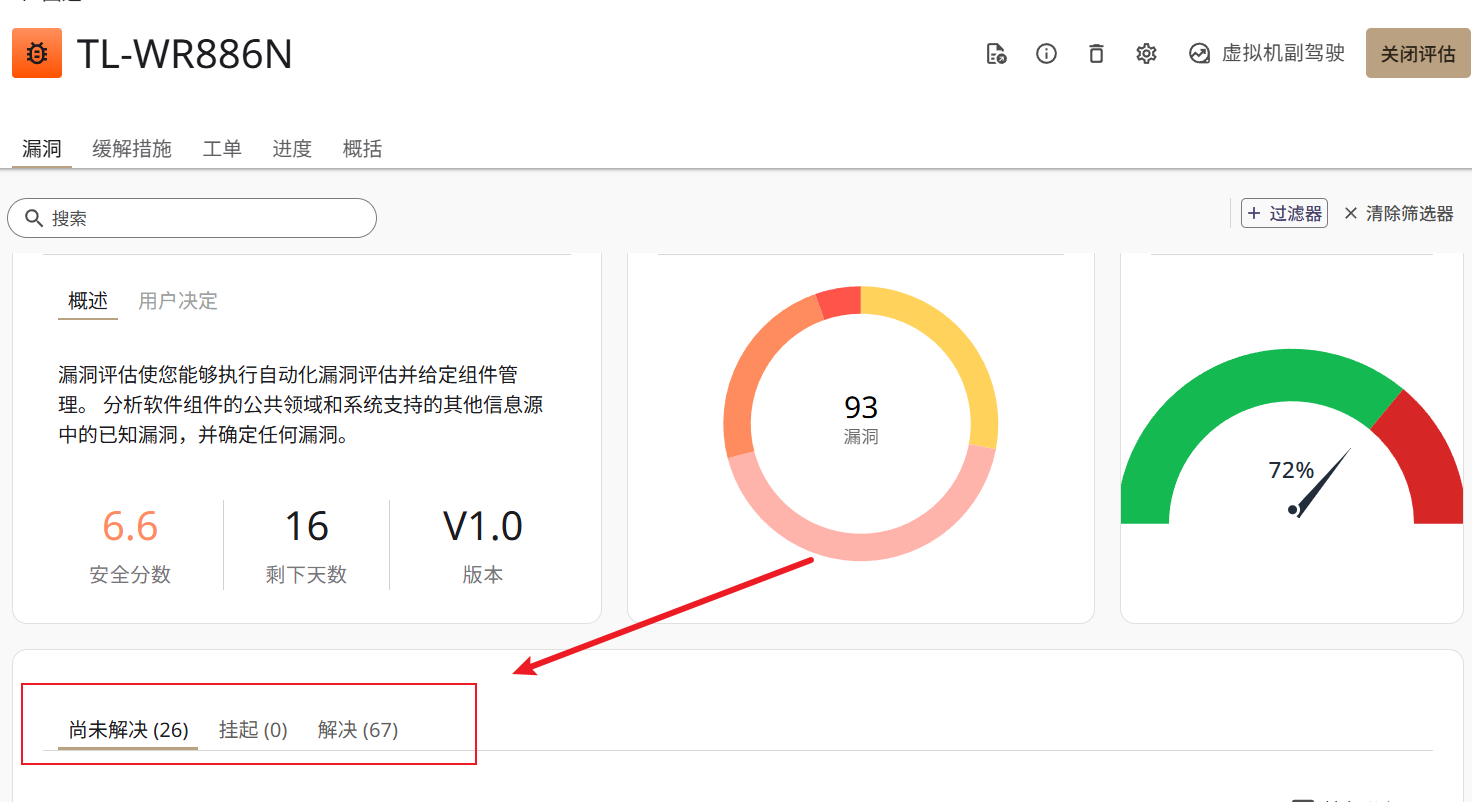 TL-WR886N
虚拟机副驾驶
关闭评估
漏洞 缓解措施 工单 进度 概括
搜索
+ 过滤器
清除筛选器
概述 用户决定
漏洞评估使您能够执行自动化漏洞评估并给定组件管
理。 分析软件组件的公共领域和系统支持的其他信息源
中的已知漏洞，并确定任何漏洞。
6.6 16 V1.0
安全分数 剩下天数 版本
93
漏洞
72%
尚未解决 (26) 挂起 (0) 解决 (67)